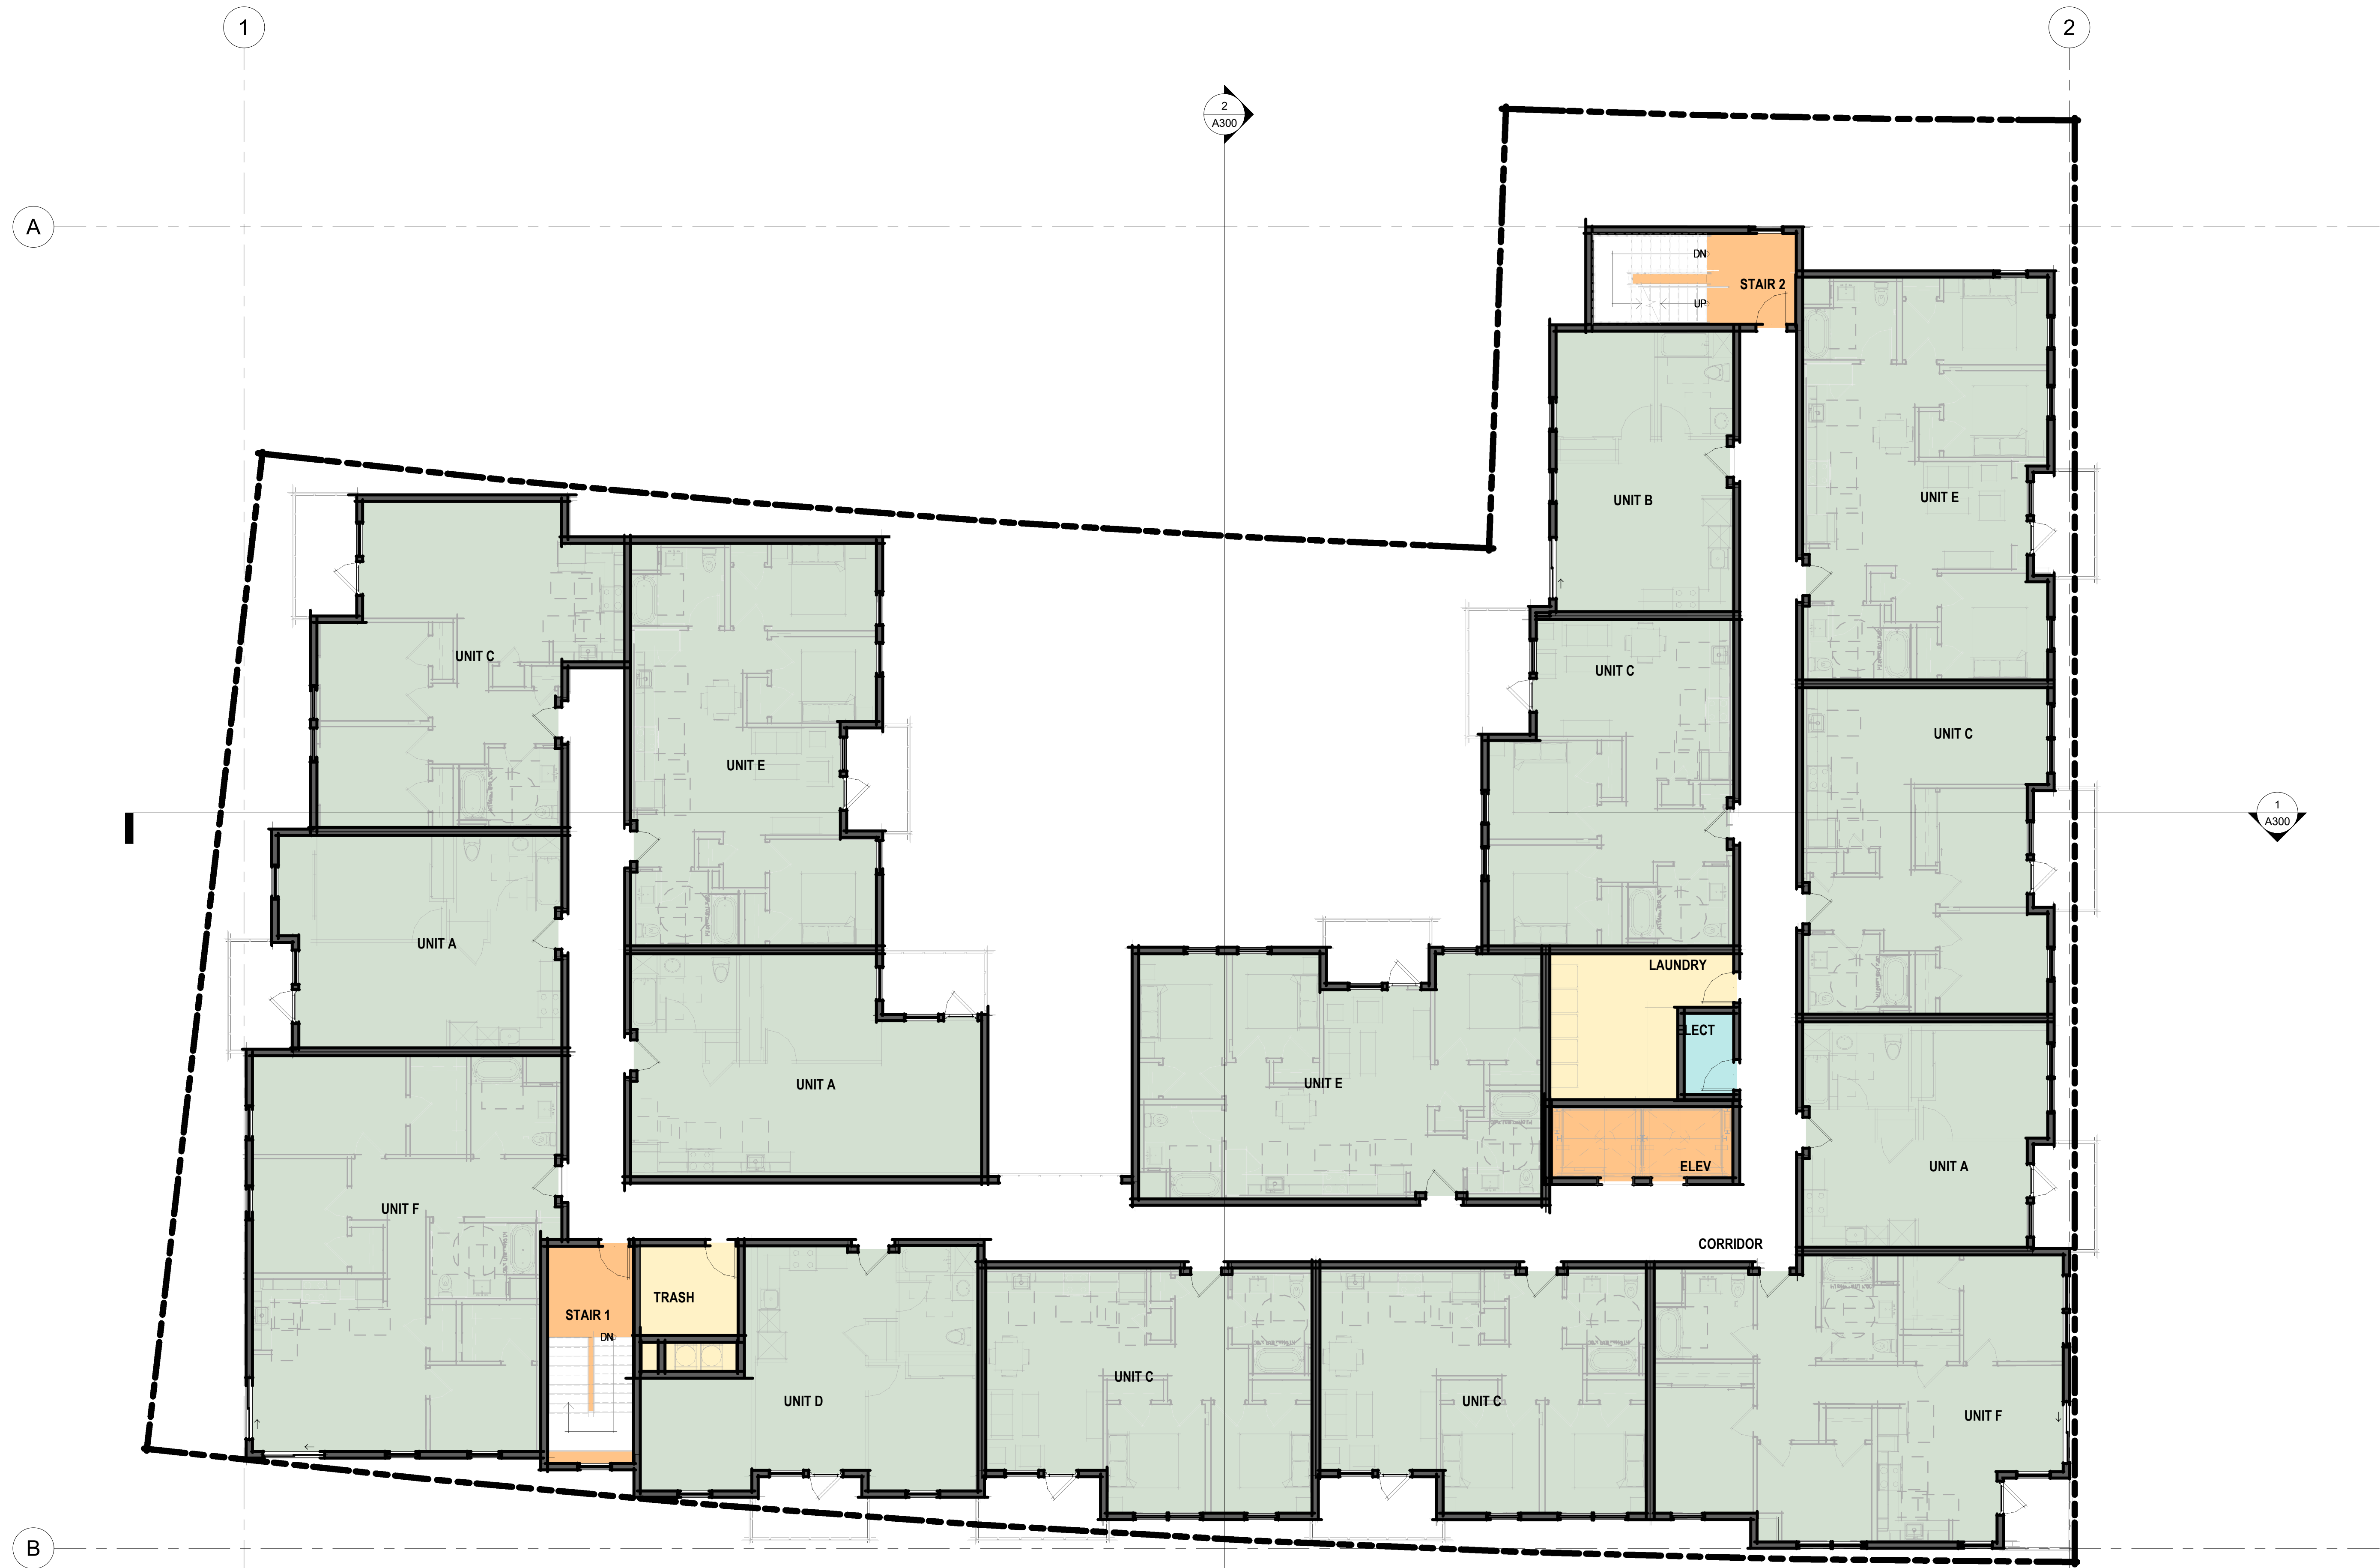 1
2
2
A300
A
DN
STAIR 2
UP
UNIT B
UNIT E
UNIT C
UNIT C
UNIT C
UNIT E
1
A300
UNIT A
LAUNDRY
ELECT
UNIT A
UNIT E
ELEV
UNIT A
UNIT F
CORRIDOR
TRASH
STAIR 1
DN
UNIT C
UNIT D
UNIT C
UNIT F
B